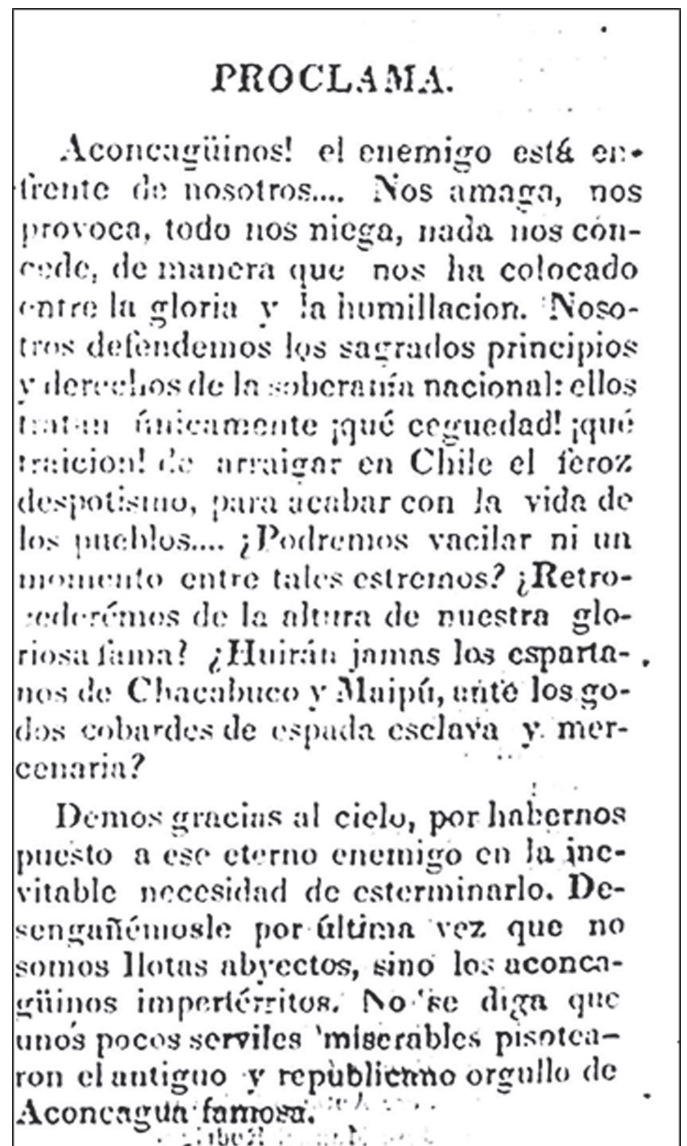 PROCLAMA.
Aconcagüinos! el enemigo está en-
frente de nosotros.... Nos amaga, nos
provoca, todo nos niega, nada nos con-
cede, de manera que nos ha colocado
entre la gloria y la humillacion. Noso-
tros defendemos los sagrados principios
y derechos de la soberanía nacional: ellos
tratan únicamente ¡qué ceguedad! ¡qué
traicion! de arraigar en Chile el feroz
despotismo, para acabar con la vida de
los pueblos.... ¿Podremos vacilar ni un
momento entre tales estremos? ¿Retro-
cederémos de la altura de nuestra glo-
riosa fama? ¿Huirán jamas los esparta-
nos de Chacabuco y Maipú, ante los go-
dos cobardes de espada esclava y mer-
cenaria?
Demos gracias al cielo, por habernos
puesto a ese eterno enemigo en la ine-
vitable necesidad de esterminarlo. De-
sengañémosle por última vez que no
somos Ilotas abyectos, sino los aconca-
güinos impertérritos. No se diga que
unos pocos serviles miserables pisotea-
ron el antiguo y republicano orgullo de
Aconcagua famosa.